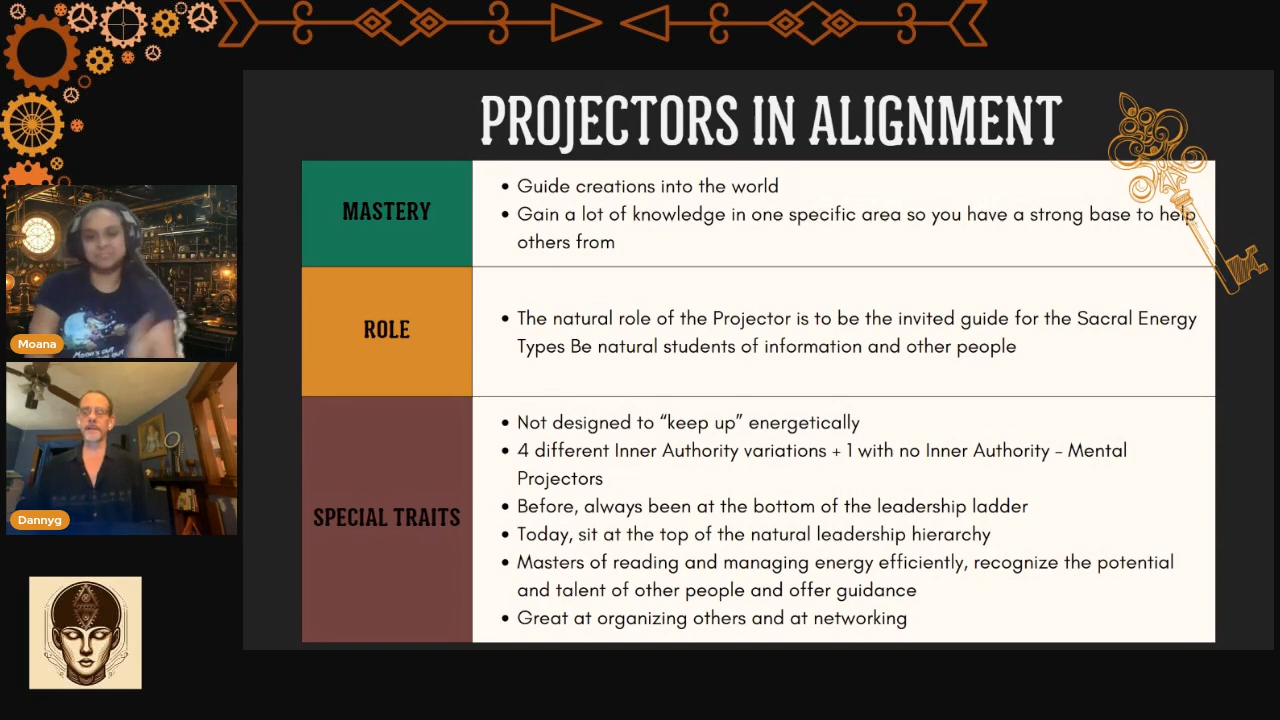 PROJECTORS IN ALIGNMENT
MASTERY
• Guide creations into the world
• Gain a lot of knowledge in one specific area so you have a strong base to help
others from
ROLE
• The natural role of the Projector is to be the invited guide for the Sacral Energy
Types Be natural students of information and other people
SPECIAL TRAITS
• Not designed to “keep up” energetically
• 4 different Inner Authority variations + 1 with no Inner Authority - Mental
Projectors
• Before, always been at the bottom of the leadership ladder
• Today, sit at the top of the natural leadership hierarchy
• Masters of reading and managing energy efficiently, recognize the potential
and talent of other people and offer guidance
• Great at organizing others and at networking
Moana
Dannyg